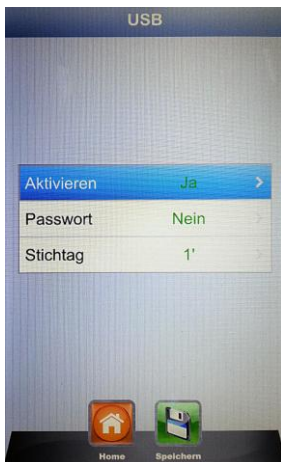 USB
Aktivieren Ja
Passwort Nein
Stichtag 1'
Home Speichern